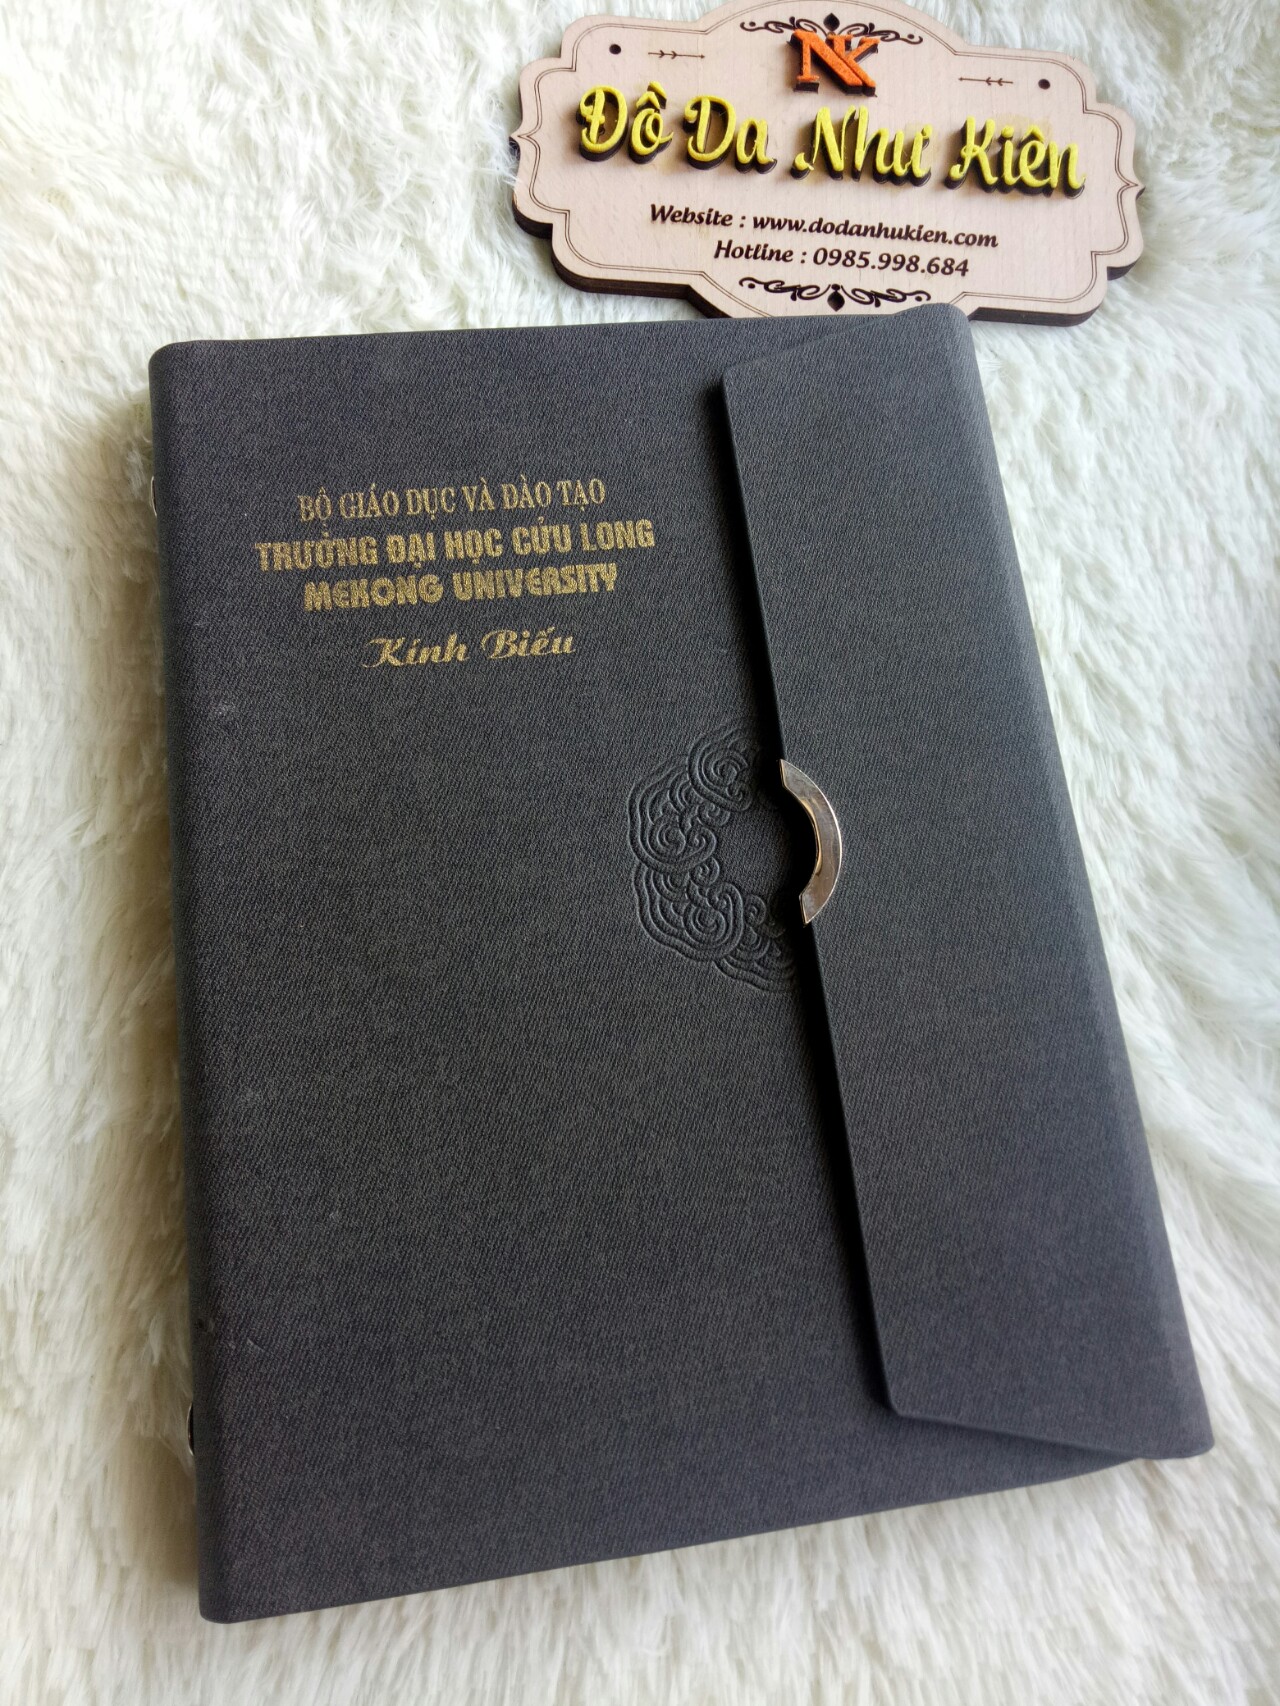 NK
Đồ Da Như Kiên
Website : www.dodanhukien.com
Hotline : 0985.998.684
BỘ GIÁO DỤC VÀ ĐÀO TẠO
TRƯỜNG ĐẠI HỌC CỬU LONG
MEKONG UNIVERSITY
Kính Biếu